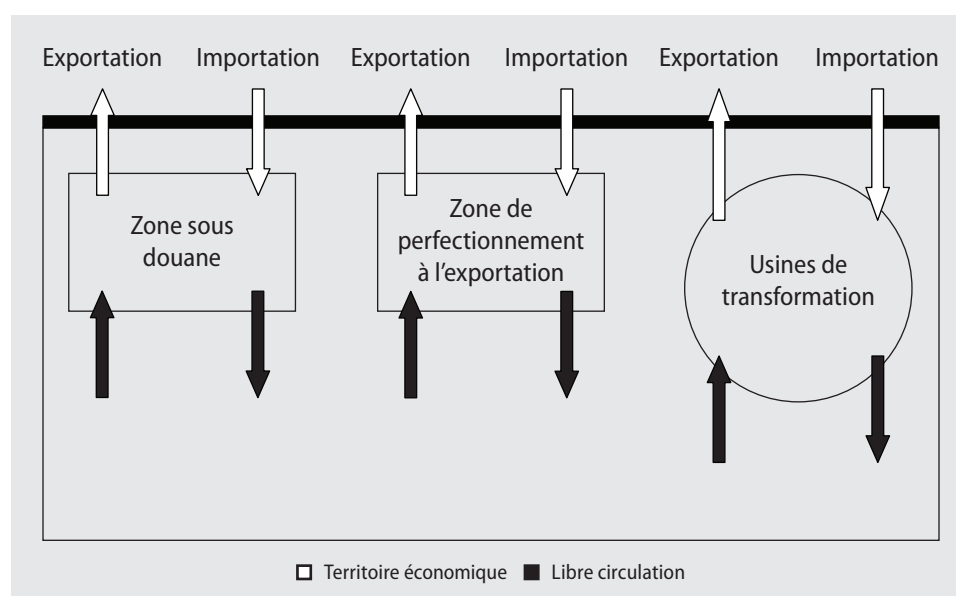 Exportation Importation Exportation Importation Exportation Importation
Zone sous
douane
Zone de
perfectionnement
à l'exportation
Usines de
transformation
Territoire économique Libre circulation